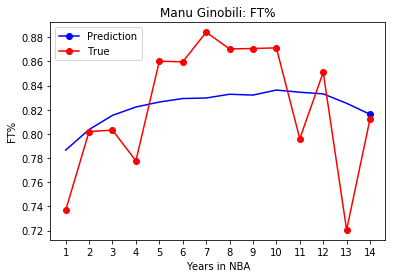 Manu Ginobili: FT%
Prediction
True
FT%
0.88
0.86
0.84
0.82
0.80
0.78
0.76
0.74
0.72
1 2 3 4 5 6 7 8 9 10 11 12 13 14
Years in NBA